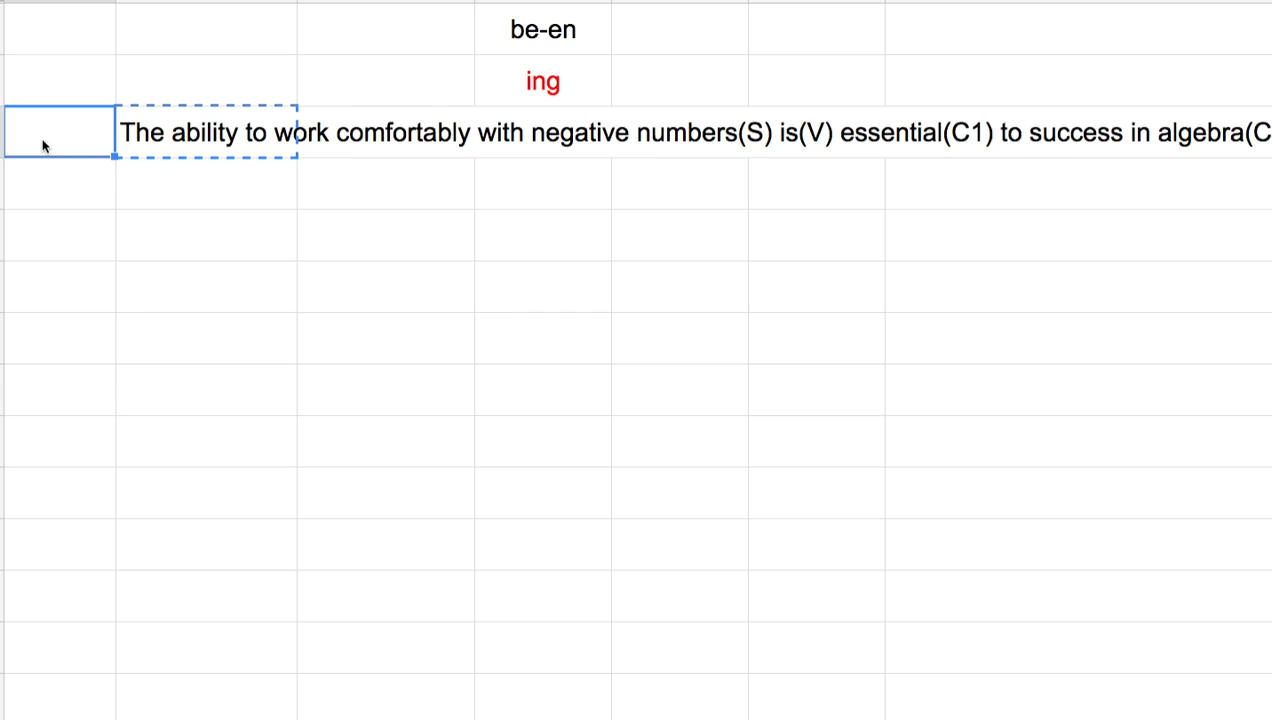 be-en
ing
The ability to work comfortably with negative numbers(S) is(V) essential(C1) to success in algebra(C